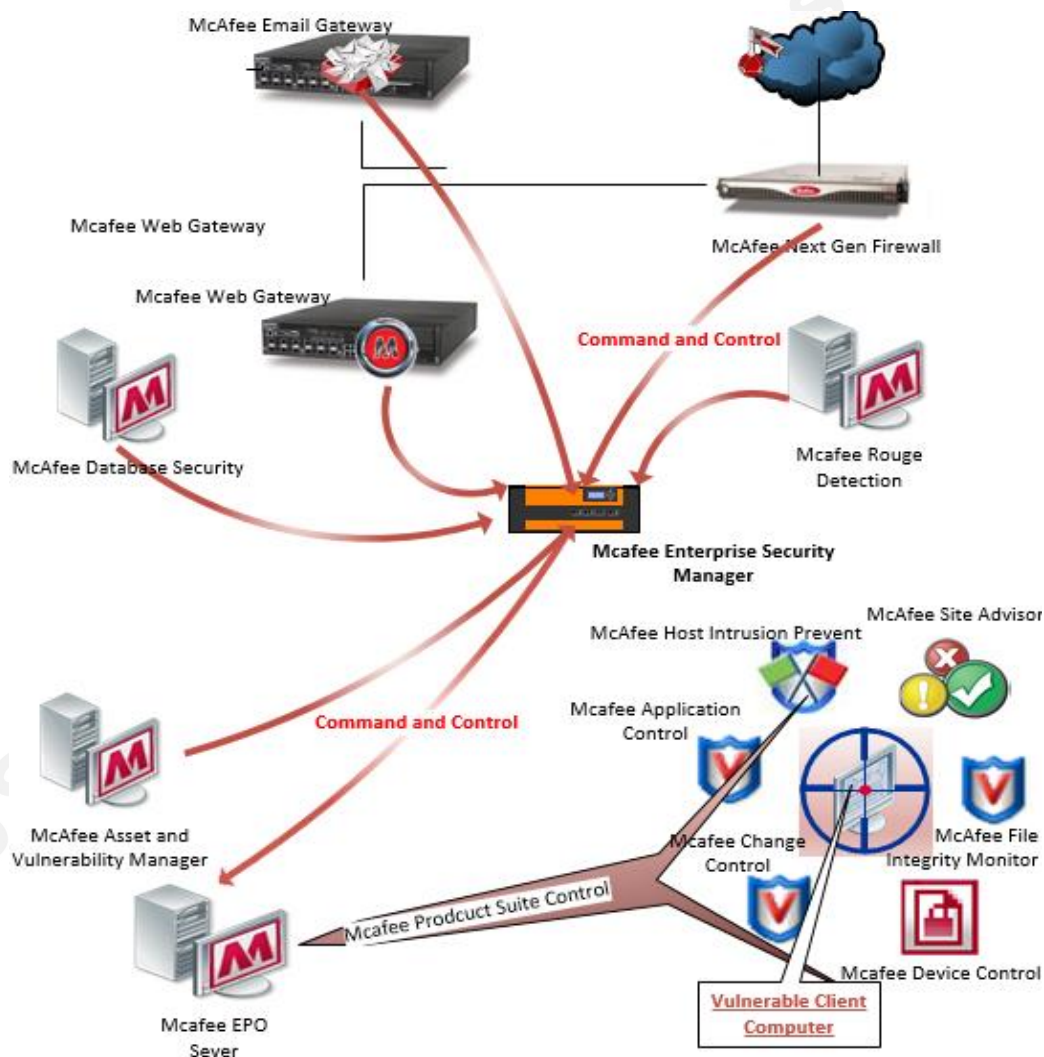 McAfee Email Gateway
Mcafee Web Gateway
McAfee Next Gen Firewall
Mcafee Web Gateway
Command and Control
McAfee Database Security
Mcafee Rouge
Detection
Mcafee Enterprise Security
Manager
McAfee Site Advisor
McAfee Host Intrusion Prevent
Mcafee Application
Control
Command and Control
McAfee Asset and
Vulnerability Manager
Mcafee Change
Control
McAfee File
Integrity Monitor
Mcafee Prodcuct Suite Control
Mcafee Device Control
Vulnerable Client
Computer
Mcafee EPO
Sever